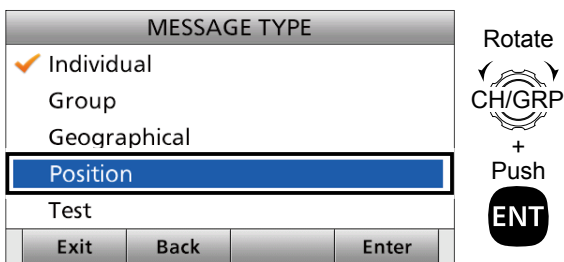 MESSAGE TYPE
Individual
Group
Geographical
Position
Test
Exit Back Enter
Rotate
CH/GRP
+
Push
ENT